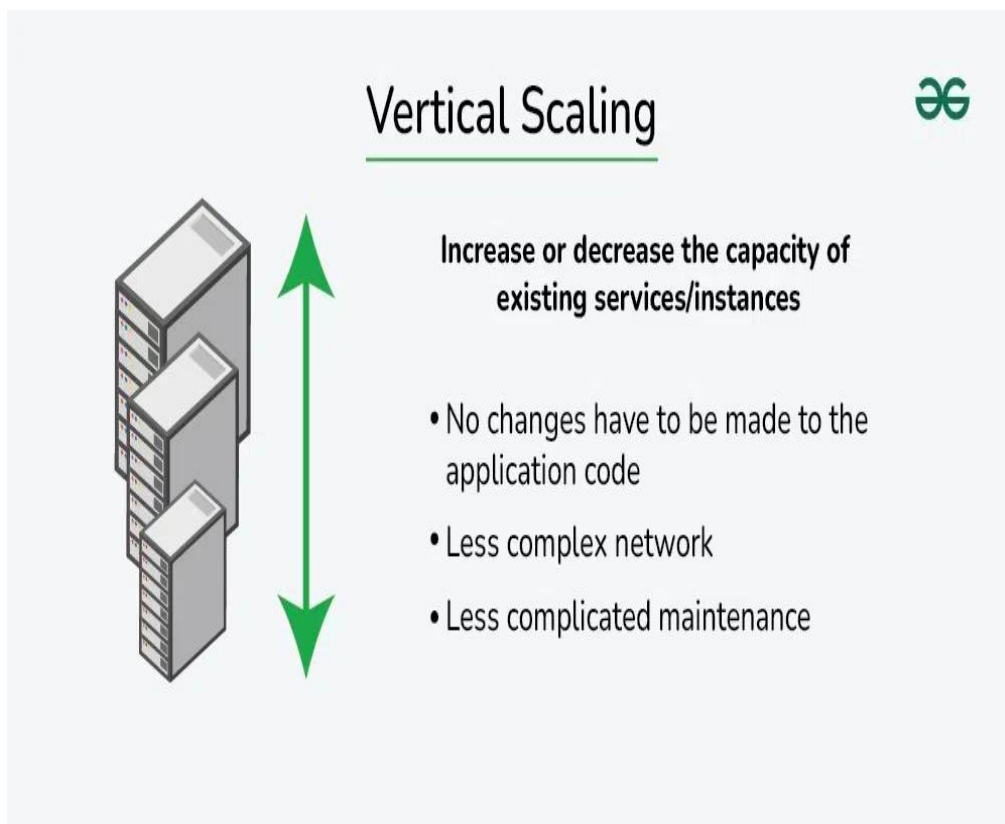 Vertical Scaling
Increase or decrease the capacity of
existing services/instances
• No changes have to be made to the
application code
• Less complex network
• Less complicated maintenance